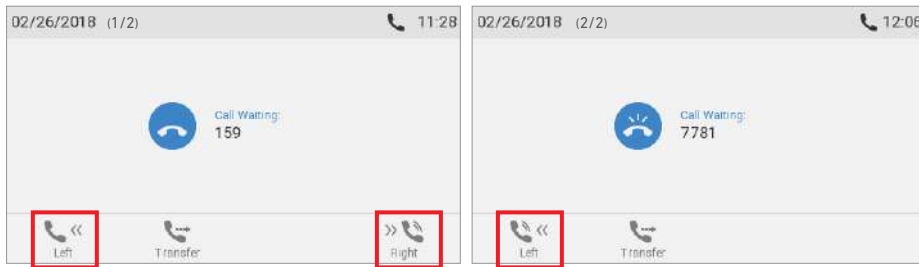 02/26/2018 (1/2) 11:28
Call Waiting:
159
Left Transfer Right
02/26/2018 (2/2) 12:06
Call Waiting:
7781
Left Transfer